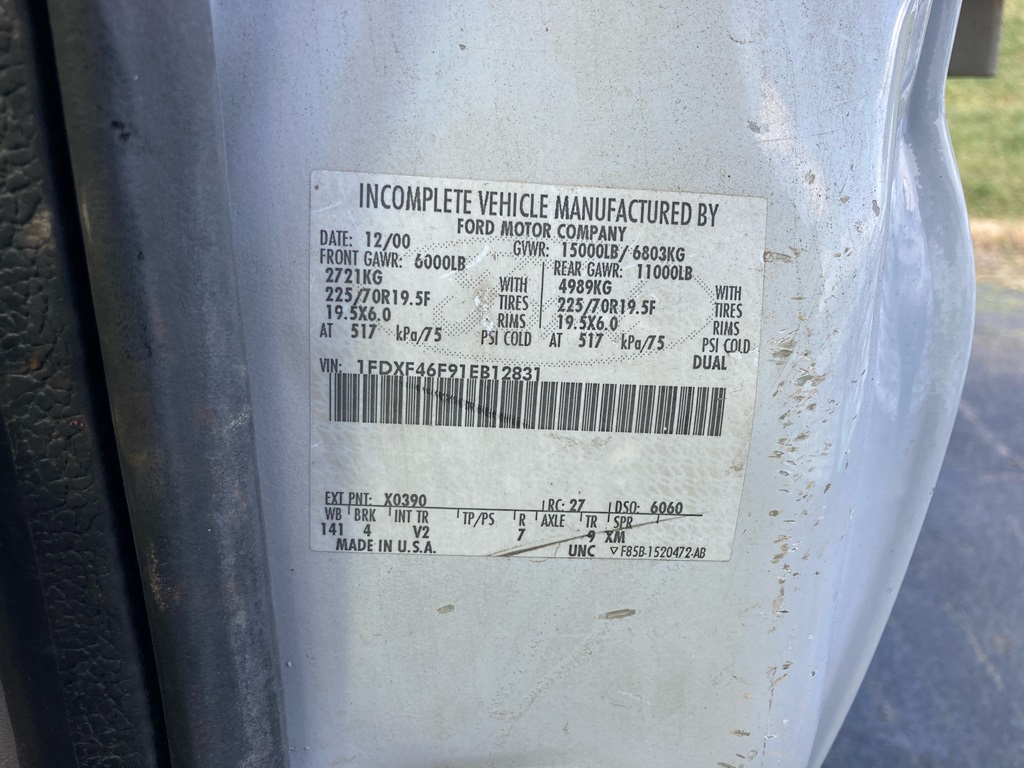 INCOMPLETE VEHICLE MANUFACTURED BY
FORD MOTOR COMPANY
DATE: 12/00 GVWR: 15000LB/ 6803KG
FRONT GAWR: 6000LB REAR GAWR: 11000LB
2721KG WITH 4989KG WITH
225/70R19.5F TIRES 225/70R19.5F TIRES
19.5X6.0 RIMS 19.5X6.0 RIMS
AT 517 kPa/75 PSI COLD AT 517 kPa/75 PSI COLD
DUAL
VIN: 1FDXF46F91EB12831
EXT PNT: X0390 RC: 27 DSO: 6060
WB BRK INT TR TP/PS R AXLE TR SPR
141 4 V2 7 9 XM
MADE IN U.S.A. UNC ▽ F85B-1520472-AB